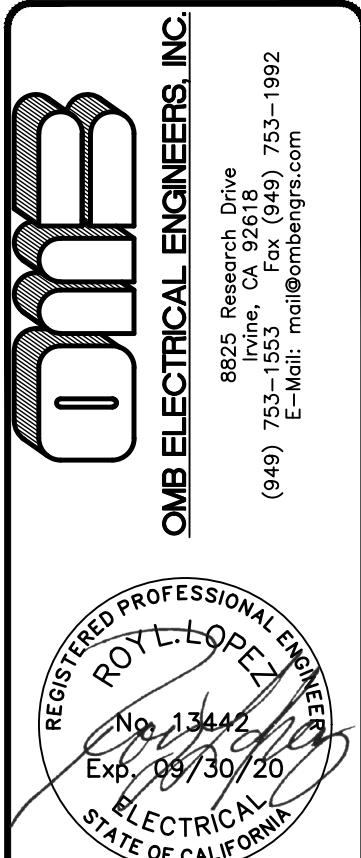 OMB
OMB ELECTRICAL ENGINEERS, INC.
8825 Research Drive
Irvine, CA 92618
(949) 753-1553 Fax (949) 753-1992
E-Mail: mail@ombengrs.com
REGISTERED PROFESSIONAL ENGINEER
ROY L. LOPEZ
No. 13442
Exp. 09/30/20
ELECTRICAL
STATE OF CALIFORNIA